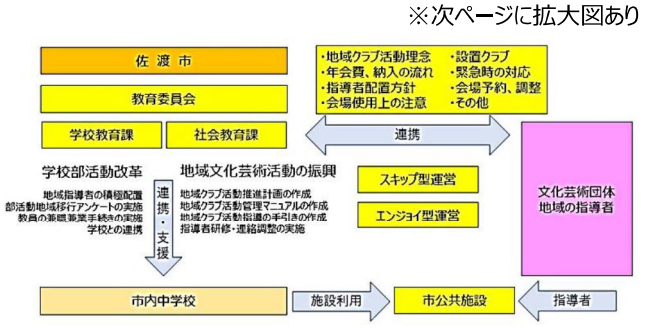 ※次ページに拡大図あり
佐渡市
教育委員会
学校教育課
社会教育課
・地域クラブ活動理念
・年会費、納入の流れ
・指導者配置方針
・会場使用上の注意
・設置クラブ
・緊急時の対応
・会場予約、調整
・その他
連携
学校部活動改革
地域指導者の積極配置
部活動地域移行アンケートの実施
教員の兼職兼業手続きの実施
学校との連携
連携・支援
地域文化芸術活動の振興
地域クラブ活動推進計画の作成
地域クラブ活動管理マニュアルの作成
地域クラブ活動指導の手引きの作成
指導者研修・連絡調整の実施
スキップ型運営
エンジョイ型運営
文化芸術団体
地域の指導者
市内中学校
施設利用
市公共施設
指導者